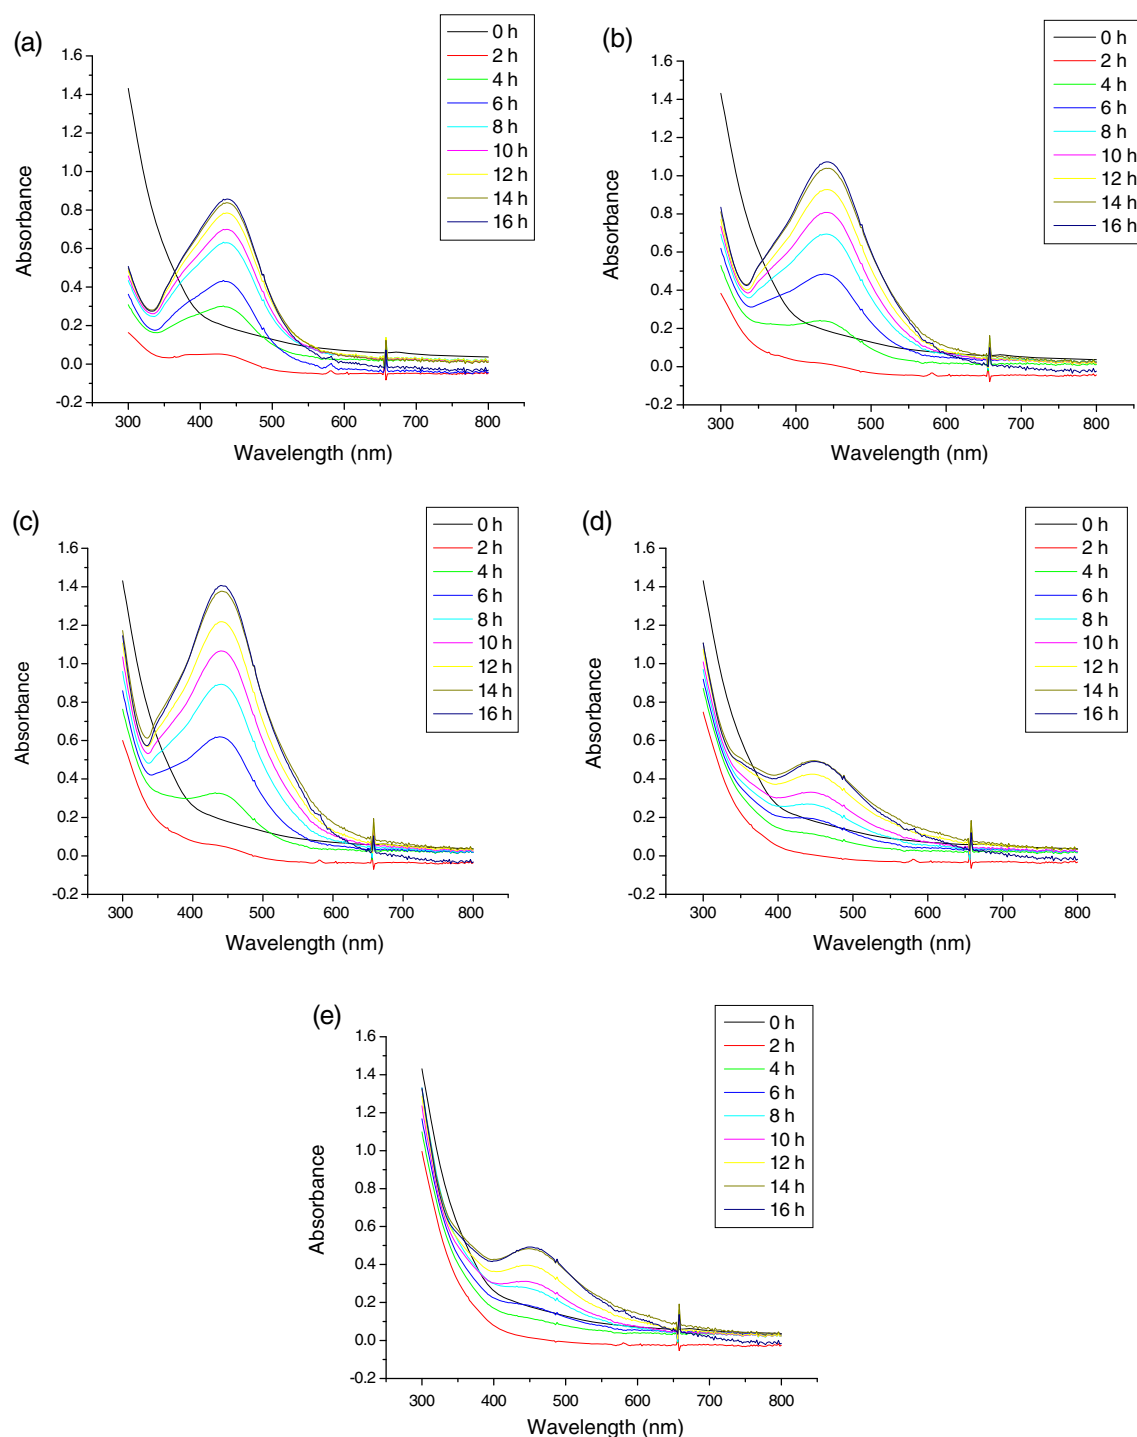 (a)
0 h
2 h
4 h
6 h
8 h
10 h
12 h
14 h
16 h
1.6
1.4
1.2
1.0
0.8
0.6
0.4
0.2
0.0
-0.2
Absorbance
300 400 500 600 700 800
Wavelength (nm)
(b)
0 h
2 h
4 h
6 h
8 h
10 h
12 h
14 h
16 h
1.6
1.4
1.2
1.0
0.8
0.6
0.4
0.2
0.0
-0.2
Absorbance
300 400 500 600 700 800
Wavelength (nm)
(c)
0 h
2 h
4 h
6 h
8 h
10 h
12 h
14 h
16 h
1.6
1.4
1.2
1.0
0.8
0.6
0.4
0.2
0.0
-0.2
Absorbance
300 400 500 600 700 800
Wavelength (nm)
(d)
0 h
2 h
4 h
6 h
8 h
10 h
12 h
14 h
16 h
1.6
1.4
1.2
1.0
0.8
0.6
0.4
0.2
0.0
-0.2
Absorbance
300 400 500 600 700 800
Wavelength (nm)
(e)
0 h
2 h
4 h
6 h
8 h
10 h
12 h
14 h
16 h
1.6
1.4
1.2
1.0
0.8
0.6
0.4
0.2
0.0
-0.2
Absorbance
300 400 500 600 700 800
Wavelength (nm)